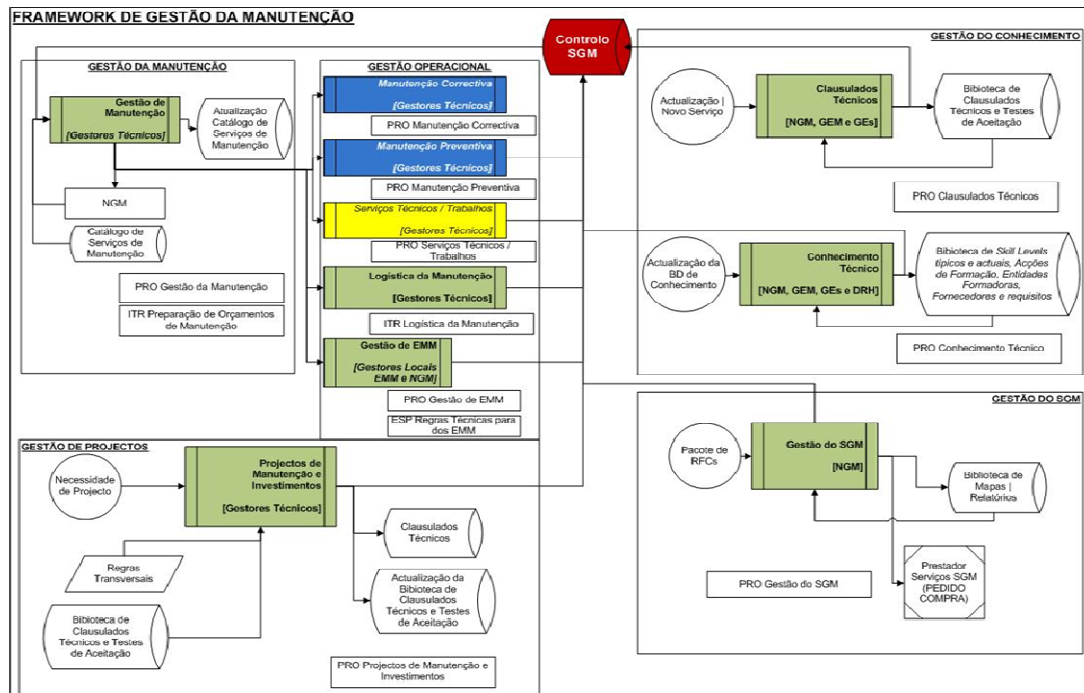 FRAMEWORK DE GESTÃO DA MANUTENÇÃO
Controlo
SGM
GESTÃO DA MANUTENÇÃO
Gestão de
Manutenção
[Gestores Técnicos]
Atualização
Catálogo de
Serviços de
Manutenção
NGM
Catálogo de
Serviços de
Manutenção
PRO Gestão da Manutenção
ITR Preparação de Orçamentos
de Manutenção
GESTÃO OPERACIONAL
Manutenção Correctiva
[Gestores Técnicos]
PRO Manutenção Correctiva
Manutenção Preventiva
[Gestores Técnicos]
PRO Manutenção Preventiva
Serviços Técnicos / Trabalhos
[Gestores Técnicos]
PRO Serviços Técnicos /
Trabalhos
Logística da Manutenção
[Gestores Técnicos]
ITR Logística da Manutenção
Gestão de EMM
[Gestores Locais
EMM e NGM]
PRO Gestão de EMM
ESP Regras Técnicas para
dos EMM
GESTÃO DO CONHECIMENTO
Actualização |
Novo Serviço
Clausulados
Técnicos
[NGM, GEM e GEs]
Bibioteca de
Clausulados
Técnicos e Testes
de Aceitação
PRO Clausulados Técnicos
Actualização da
BD de
Conhecimento
Conhecimento
Técnico
[NGM, GEM, GEs e DRH]
Bibioteca de Skill Levels
típicos e actuais, Acções
de Formação, Entidades
Formadoras,
Fornecedores e requisitos
PRO Conhecimento Técnico
GESTÃO DE PROJECTOS
Necessidade
de Projecto
Projectos de
Manutenção e
Investimentos
[Gestores Técnicos]
Regras
Transversais
Bibioteca de
Clausulados
Técnicos e Testes
de Aceitação
Clausulados
Técnicos
Actualização da
Bibioteca de
Clausulados
Técnicos e Testes
de Aceitação
PRO Projectos de Manutenção e
Investimentos
GESTÃO DO SGM
Pacote de
RFCs
Gestão do SGM
[NGM]
Biblioteca de
Mapas |
Relatórios
Prestador
Serviços SGM
(PEDIDO
COMPRA)
PRO Gestão do SGM